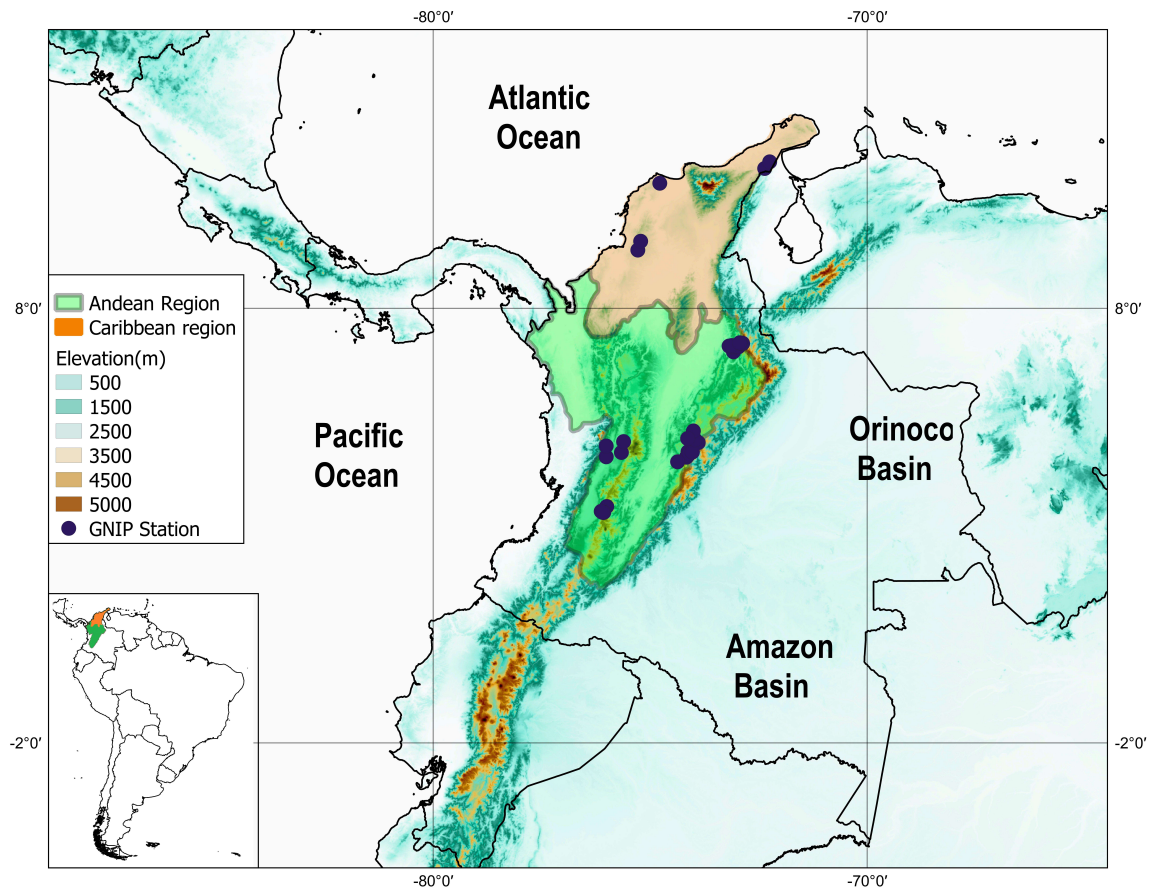 -80°0′
-70°0′
Atlantic
Ocean
8°0′
8°0′
Andean Region
Caribbean region
Elevation(m)
500
1500
2500
3500
4500
5000
GNIP Station
Pacific
Ocean
Orinoco
Basin
Amazon
Basin
-2°0′
-2°0′
-80°0′
-70°0′